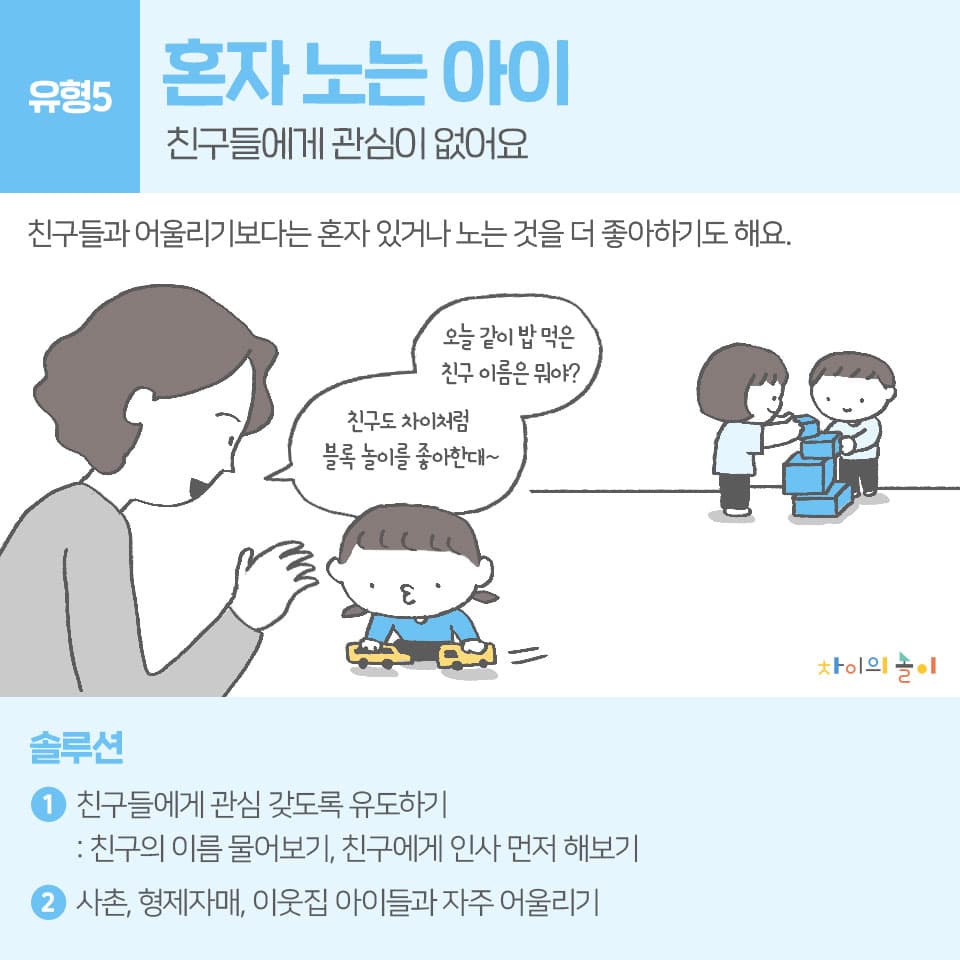 유형5
혼자 노는 아이
친구들에게 관심이 없어요
친구들과 어울리기보다는 혼자 있거나 노는 것을 더 좋아하기도 해요.
오늘 같이 밥 먹은
친구 이름은 뭐야?
친구도 차이처럼
블록 놀이를 좋아한대~
차이의 놀이
솔루션
1 친구들에게 관심 갖도록 유도하기
: 친구의 이름 물어보기, 친구에게 인사 먼저 해보기
2 사촌, 형제자매, 이웃집 아이들과 자주 어울리기